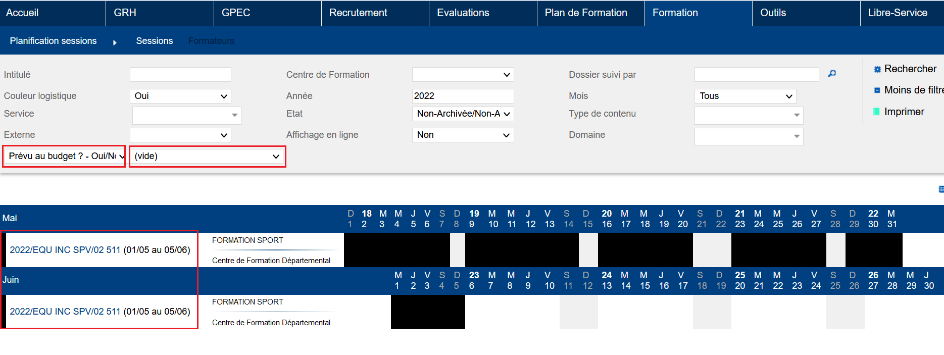 Accueil GRH GPEC Recrutement Evaluations Plan de Formation Formation Outils Libre-Service
Planification sessions Sessions Formateurs
Intitulé Centre de Formation Dossier suivi par Rechercher
Couleur logistique Oui Année 2022 Mois Tous Moins de filtre
Service Etat Non-Archivée/Non-A Type de contenu Imprimer
Externe Affichage en ligne Non Domaine
Prévu au budget ? - Oui/N (vide)
Mai D 18 M M J V S D 19 M M J V S D 20 M M J V S D 21 M M J V S D 22 M
1 2 3 4 5 6 7 8 9 10 11 12 13 14 15 16 17 18 19 20 21 22 23 24 25 26 27 28 29 30 31
2022/EQU INC SPV/02 511 (01/05 au 05/06) FORMATION SPORT
Centre de Formation Départemental
Juin M J V S D 23 M M J V S D 24 M M J V S D 25 M M J V S D 26 M M J
1 2 3 4 5 6 7 8 9 10 11 12 13 14 15 16 17 18 19 20 21 22 23 24 25 26 27 28 29 30
2022/EQU INC SPV/02 511 (01/05 au 05/06) FORMATION SPORT
Centre de Formation Départemental